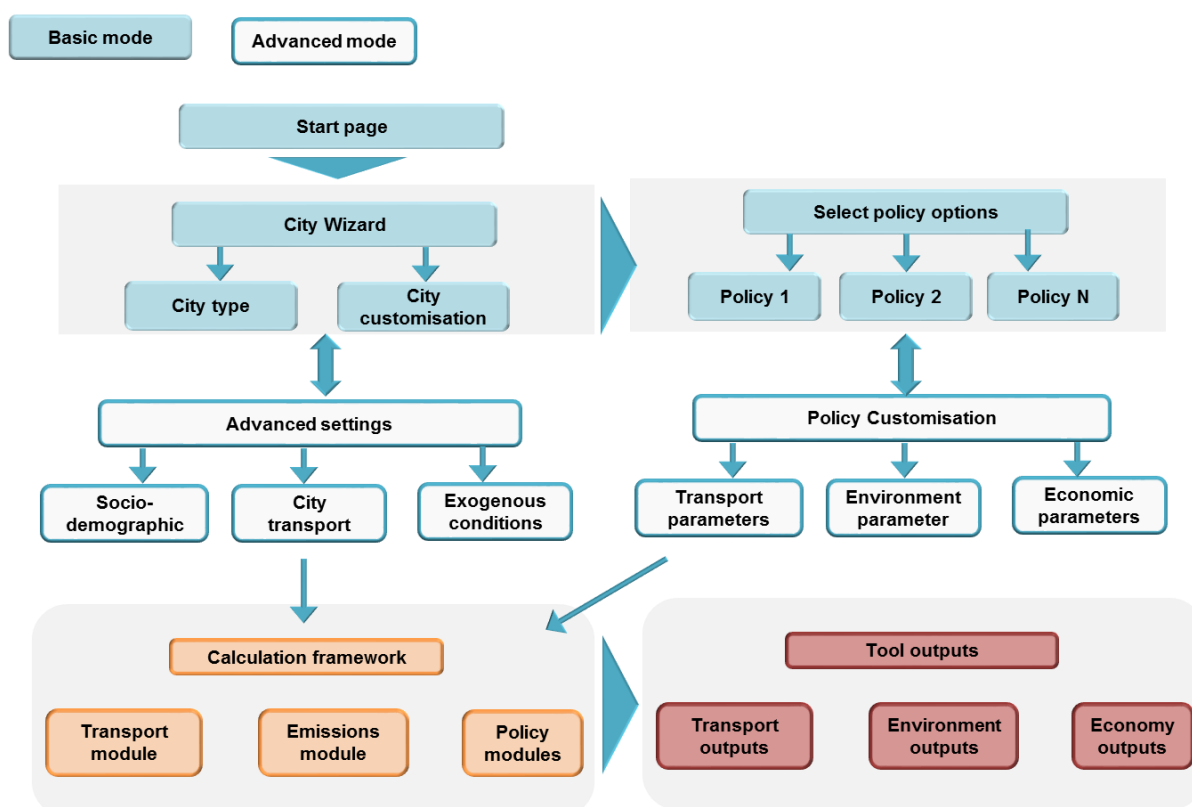 Basic mode
Advanced mode
Start page
City Wizard
City type
City
customisation
Select policy options
Policy 1
Policy 2
Policy N
Advanced settings
Socio-
demographic
City
transport
Exogenous
conditions
Policy Customisation
Transport
parameters
Environment
parameter
Economic
parameters
Calculation framework
Transport
module
Emissions
module
Policy
modules
Tool outputs
Transport
outputs
Environment
outputs
Economy
outputs